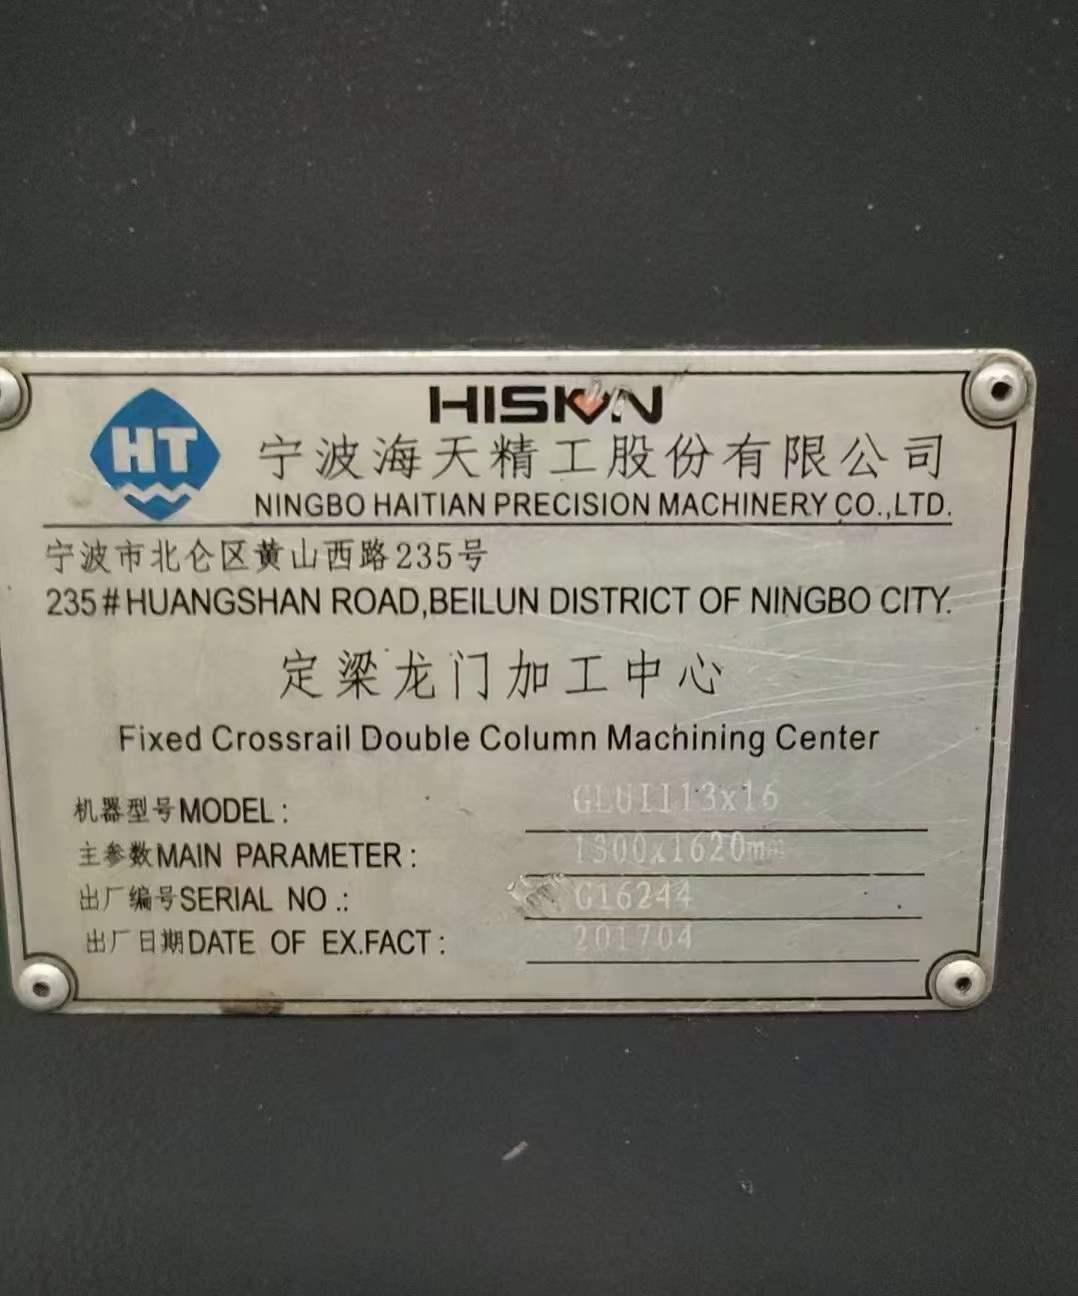 HT
HISION
宁波海天精工股份有限公司
NINGBO HAITIAN PRECISION MACHINERY CO.,LTD.
宁波市北仑区黄山西路235号
235#HUANGSHAN ROAD,BEILUN DISTRICT OF NINGBO CITY.
定梁龙门加工中心
Fixed Crossrail Double Column Machining Center
机器型号MODEL: GLUII13x16
主参数MAIN PARAMETER: 1300x1620mm
出厂编号SERIAL NO.: G16244
出厂日期DATE OF EX.FACT: 201704